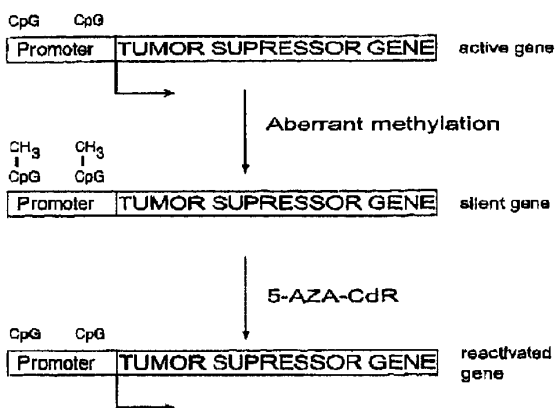 CpG CpG
Promoter TUMOR SUPRESSOR GENE active gene
Aberrant methylation
CH3 CH3
CpG CpG
Promoter TUMOR SUPRESSOR GENE silent gene
5-AZA-CdR
CpG CpG
Promoter TUMOR SUPRESSOR GENE reactivated
gene